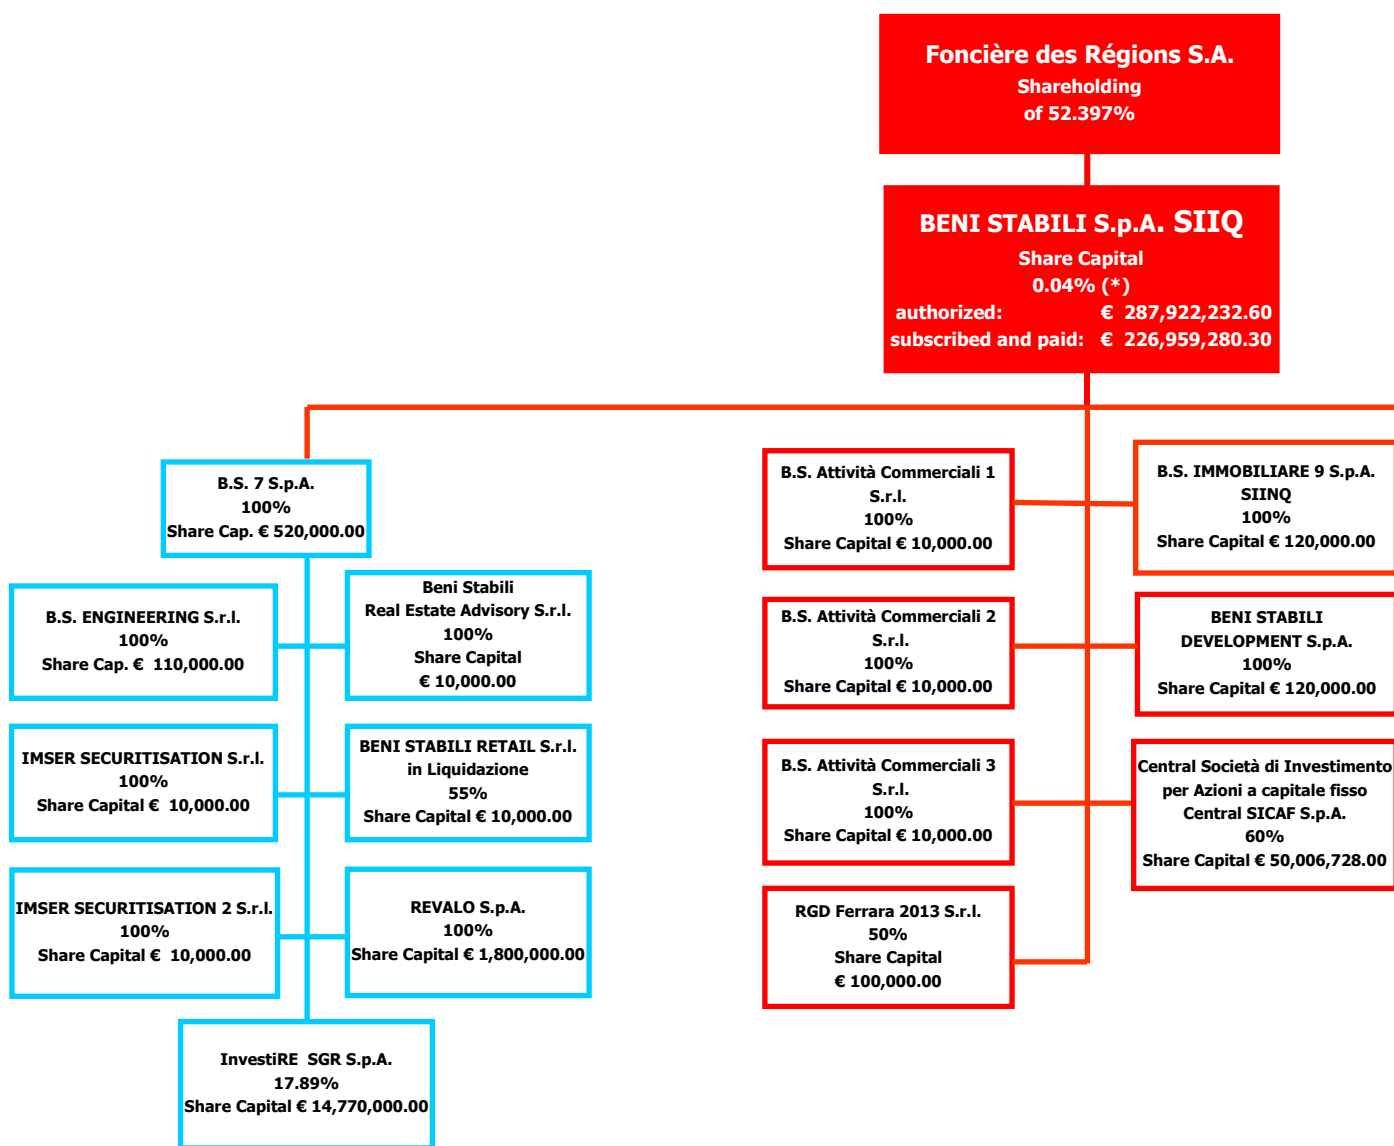 Foncière des Régions S.A.
Shareholding
of 52.397%
BENI STABILI S.p.A. SIIQ
Share Capital
0.04% (*)
authorized: € 287,922,232.60
subscribed and paid: € 226,959,280.30
B.S. 7 S.p.A.
100%
Share Cap. € 520,000.00
B.S. ENGINEERING S.r.l.
100%
Share Cap. € 110,000.00
Beni Stabili
Real Estate Advisory S.r.l.
100%
Share Capital
€ 10,000.00
IMSER SECURITISATION S.r.l.
100%
Share Capital € 10,000.00
BENI STABILI RETAIL S.r.l.
in Liquidazione
55%
Share Capital € 10,000.00
IMSER SECURITISATION 2 S.r.l.
100%
Share Capital € 10,000.00
REVALO S.p.A.
100%
Share Capital € 1,800,000.00
InvestiRE SGR S.p.A.
17.89%
Share Capital € 14,770,000.00
B.S. Attività Commerciali 1
S.r.l.
100%
Share Capital € 10,000.00
B.S. IMMOBILIARE 9 S.p.A.
SIINQ
100%
Share Capital € 120,000.00
B.S. Attività Commerciali 2
S.r.l.
100%
Share Capital € 10,000.00
BENI STABILI
DEVELOPMENT S.p.A.
100%
Share Capital € 120,000.00
B.S. Attività Commerciali 3
S.r.l.
100%
Share Capital € 10,000.00
Central Società di Investimento
per Azioni a capitale fisso
Central SICAF S.p.A.
60%
Share Capital € 50,006,728.00
RGD Ferrara 2013 S.r.l.
50%
Share Capital
€ 100,000.00